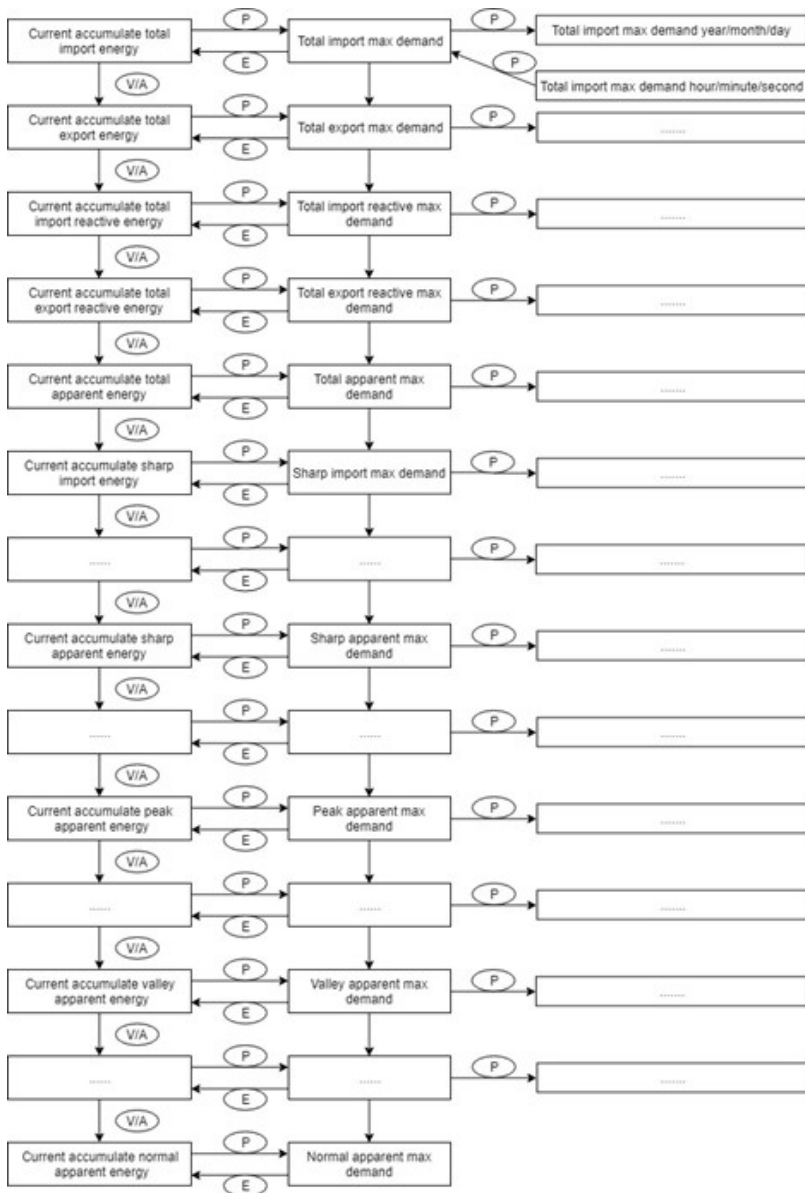 Current accumulate total
import energy
P
E
Total import max demand
P
Total import max demand year/month/day
P
Total import max demand hour/minute/second
V/A
Current accumulate total
export energy
P
E
Total export max demand
P
.......
V/A
Current accumulate total
import reactive energy
P
E
Total import reactive max
demand
P
.......
V/A
Current accumulate total
export reactive energy
P
E
Total export reactive max
demand
P
.......
V/A
Current accumulate total
apparent energy
P
E
Total apparent max
demand
P
.......
V/A
Current accumulate sharp
import energy
P
E
Sharp import max demand
P
.......
V/A
......
P
E
......
P
.......
V/A
Current accumulate sharp
apparent energy
P
E
Sharp apparent max
demand
P
.......
V/A
......
P
E
......
P
.......
V/A
Current accumulate peak
apparent energy
P
E
Peak apparent max
demand
P
.......
V/A
......
P
E
......
P
.......
V/A
Current accumulate valley
apparent energy
P
E
Valley apparent max
demand
P
.......
V/A
......
P
E
......
P
.......
V/A
Current accumulate normal
apparent energy
P
E
Normal apparent max
demand